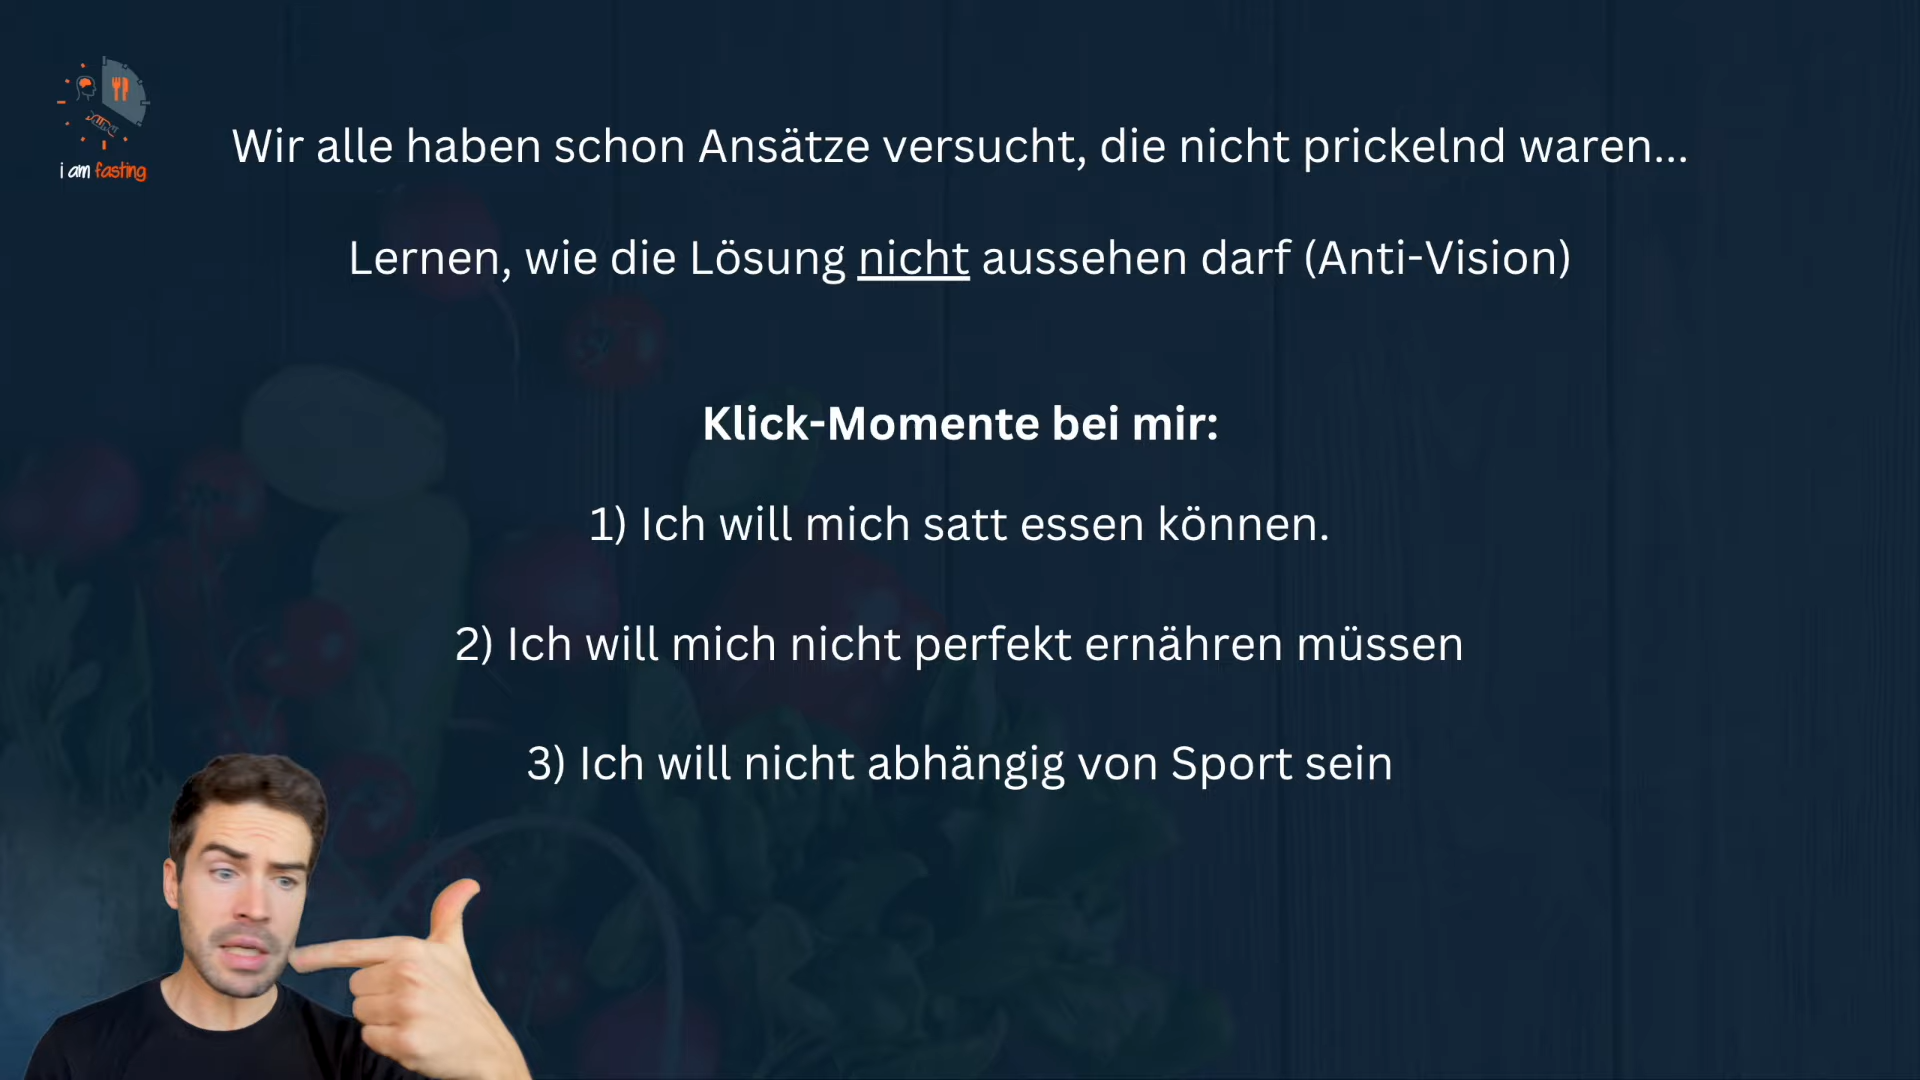 i am fasting
Wir alle haben schon Ansätze versucht, die nicht prickelnd waren...
Lernen, wie die Lösung nicht aussehen darf (Anti-Vision)
Klick-Momente bei mir:
1) Ich will mich satt essen können.
2) Ich will mich nicht perfekt ernähren müssen
3) Ich will nicht abhängig von Sport sein